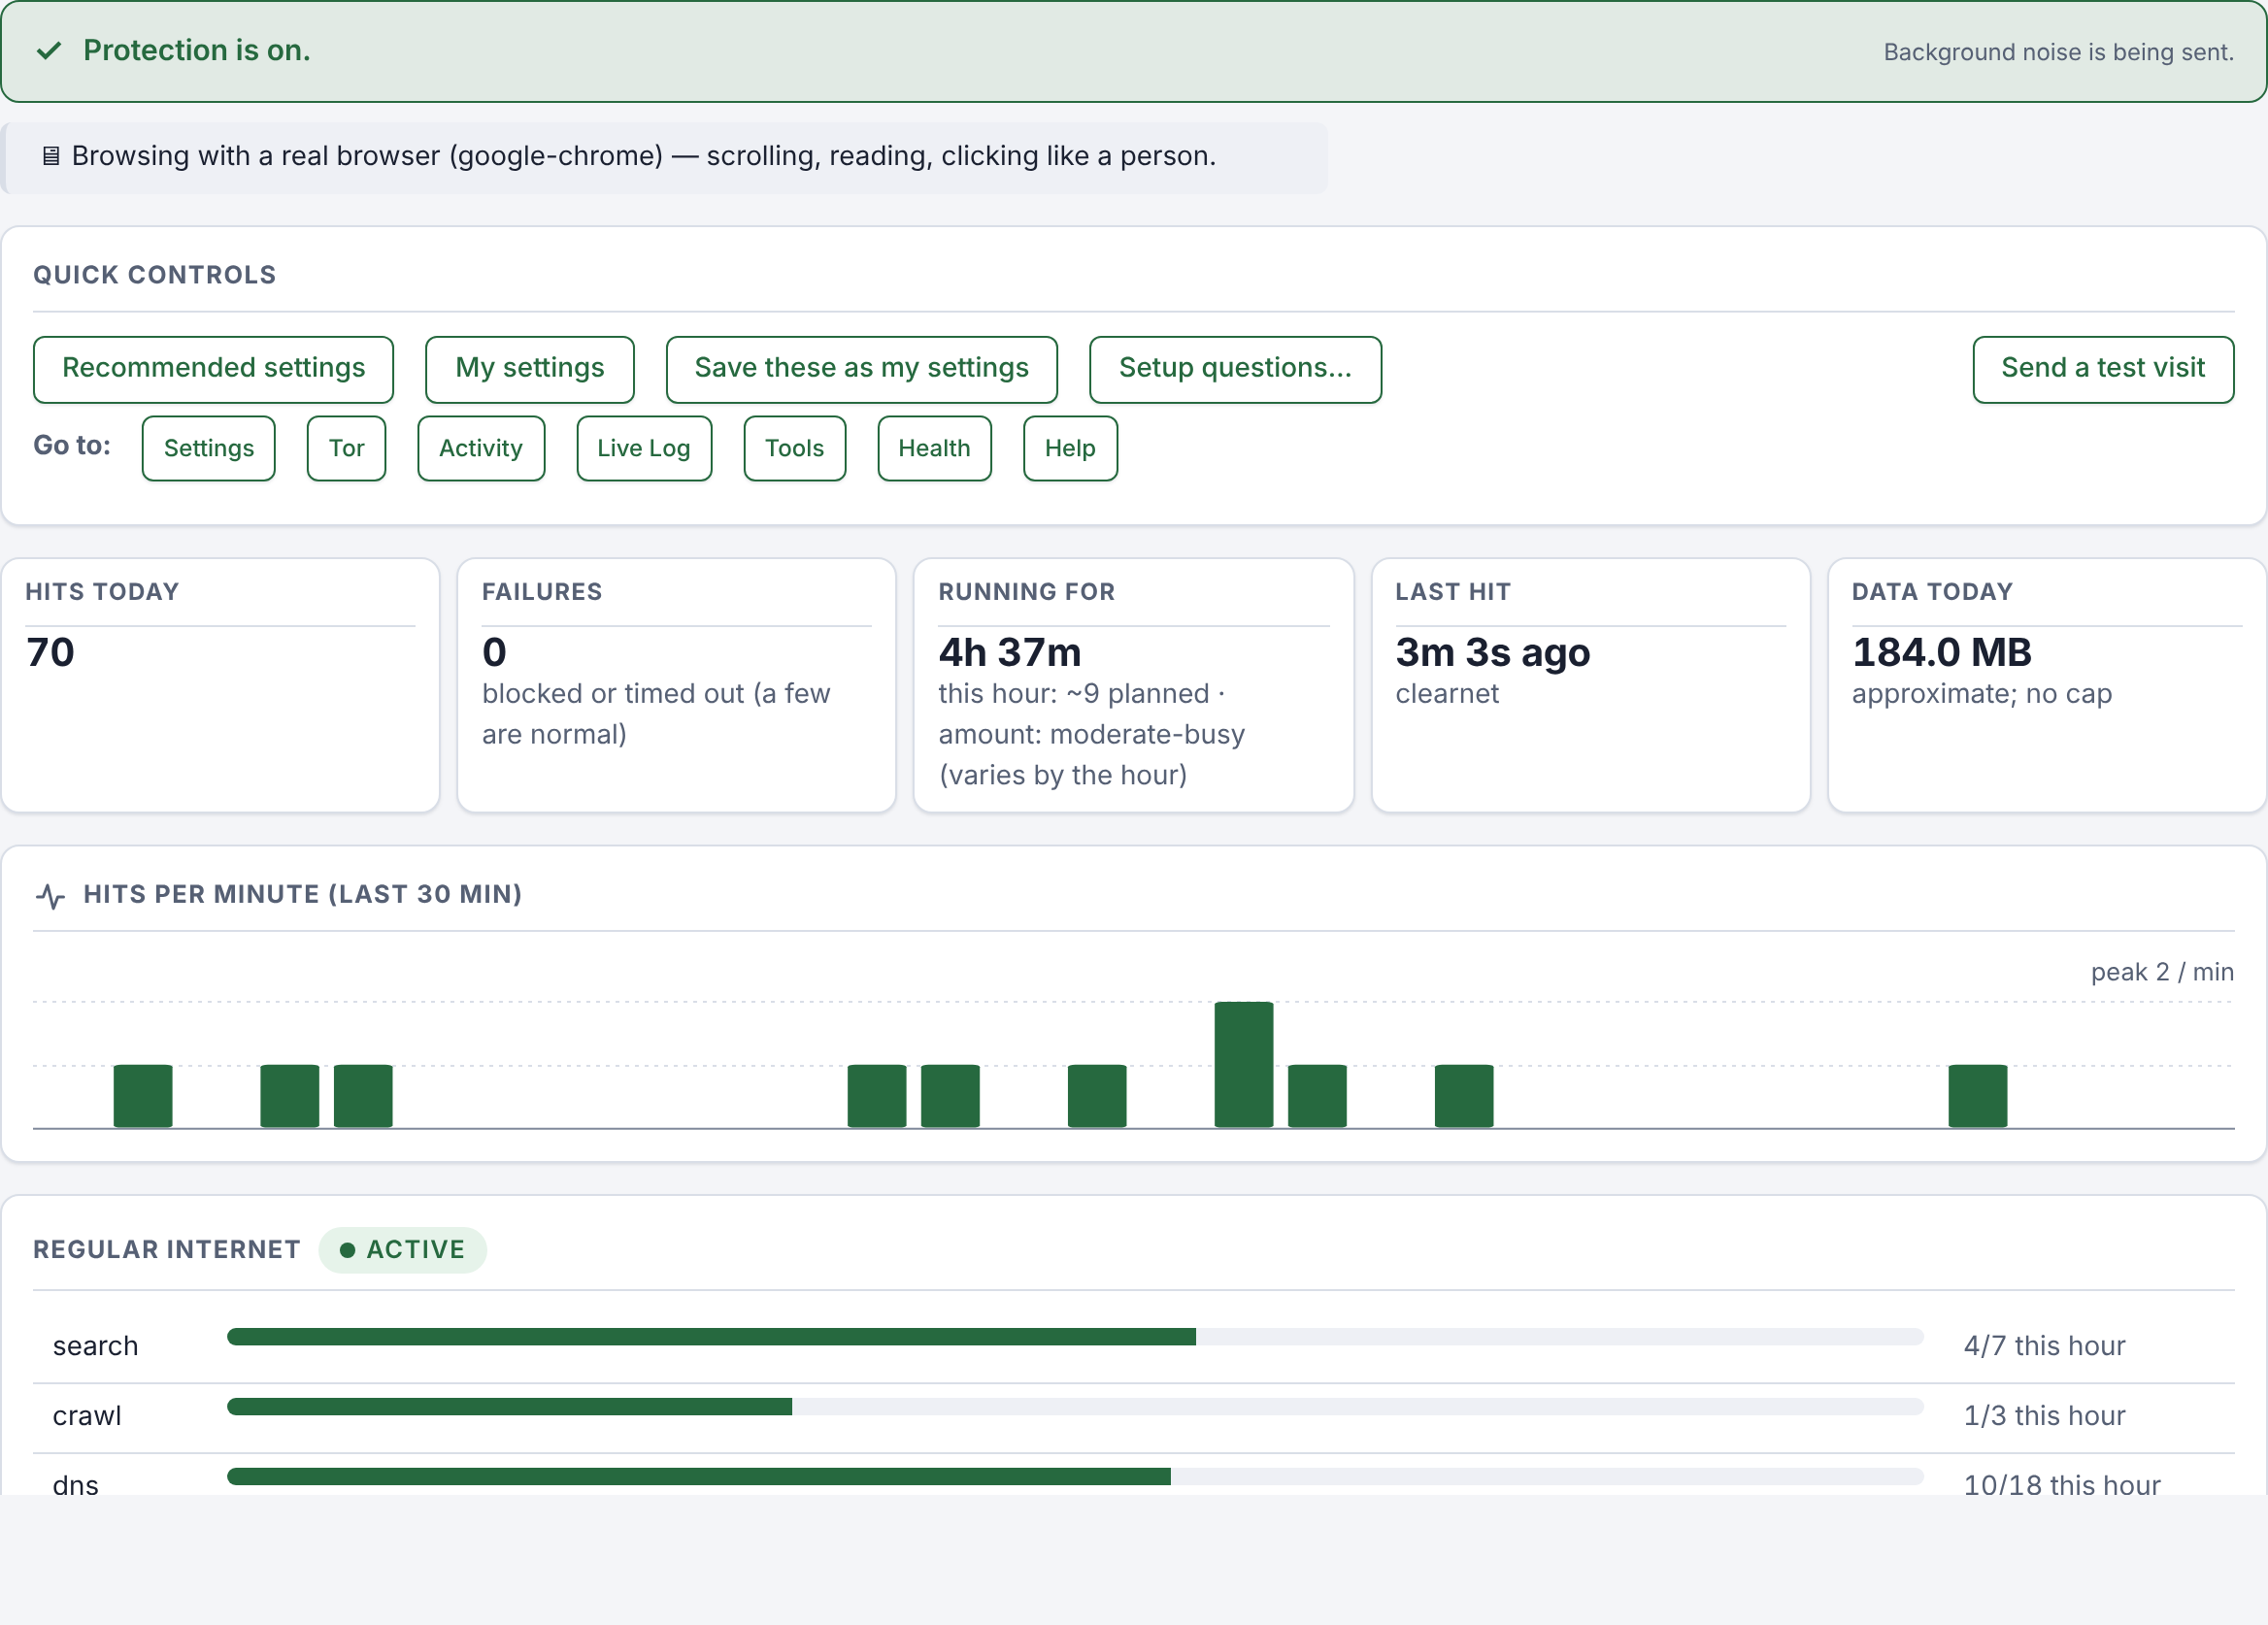 Protection is on.
Background noise is being sent.
Browsing with a real browser (google-chrome) — scrolling, reading, clicking like a person.
QUICK CONTROLS
Recommended settings
My settings
Save these as my settings
Setup questions...
Send a test visit
Go to:
Settings
Tor
Activity
Live Log
Tools
Health
Help
HITS TODAY
70
FAILURES
0
blocked or timed out (a few
are normal)
RUNNING FOR
4h 37m
this hour: ~9 planned ·
amount: moderate-busy
(varies by the hour)
LAST HIT
3m 3s ago
clearnet
DATA TODAY
184.0 MB
approximate; no cap
HITS PER MINUTE (LAST 30 MIN)
peak 2 / min
REGULAR INTERNET
ACTIVE
search
4/7 this hour
crawl
1/3 this hour
dns
10/18 this hour